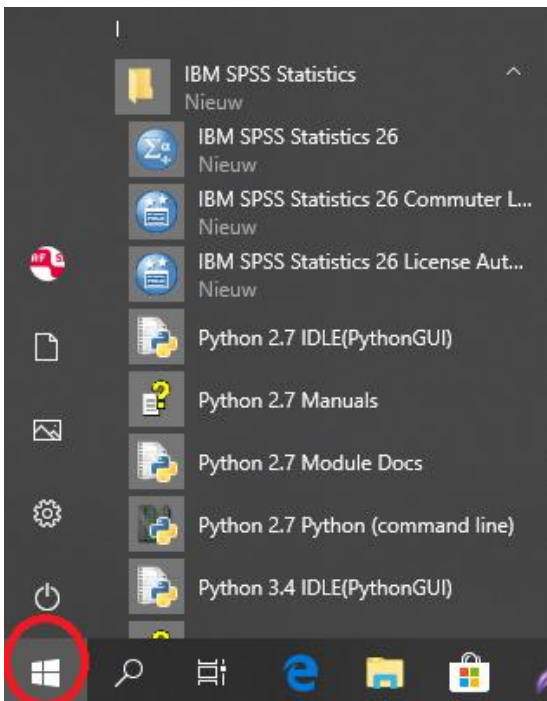 I
IBM SPSS Statistics
Nieuw
IBM SPSS Statistics 26
Nieuw
IBM SPSS Statistics 26 Commuter L...
Nieuw
IBM SPSS Statistics 26 License Aut...
Nieuw
Python 2.7 IDLE(PythonGUI)
Python 2.7 Manuals
Python 2.7 Module Docs
Python 2.7 Python (command line)
Python 3.4 IDLE(PythonGUI)